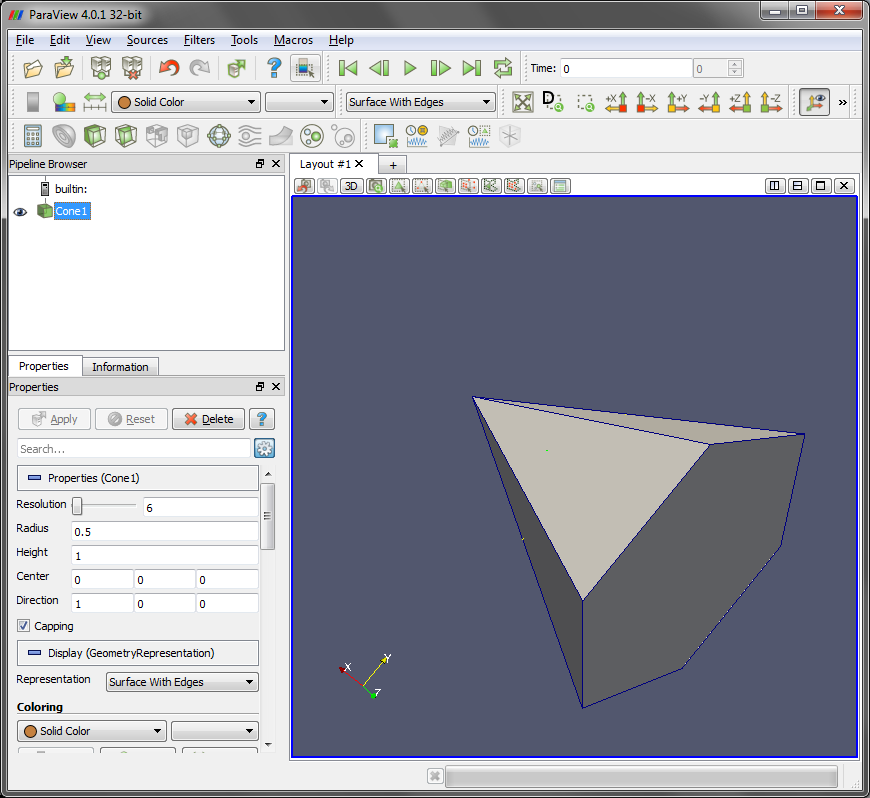 ParaView 4.0.1 32-bit
File Edit View Sources Filters Tools Macros Help
Time: 0 0
Solid Color Surface With Edges +X -X +Y -Y +Z -Z »
Pipeline Browser
Layout #1
3D
builtin:
Cone1
Properties Information
Properties
Apply Reset Delete ?
Search...
Properties (Cone1)
Resolution 6
Radius 0.5
Height 1
Center 0 0 0
Direction 1 0 0
Capping
Display (GeometryRepresentation)
Representation Surface With Edges
Coloring
Solid Color
X Y Z